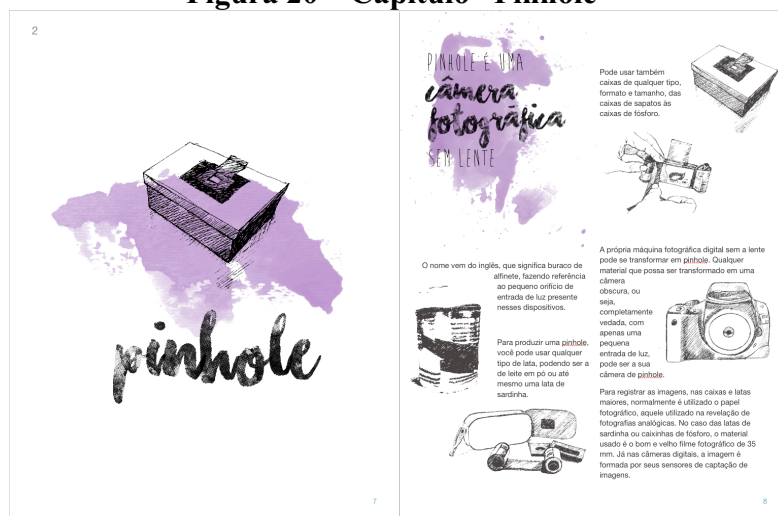 Figura 20 – Capítulo "Pinhole"
2
pinhole
7
PINHOLE É UMA
câmera
fotográfica
SEM LENTE
Pode usar também
caixas de qualquer tipo,
formato e tamanho, das
caixas de sapatos às
caixas de fósforo.
O nome vem do inglês, que significa buraco de
alfinete, fazendo referência
ao pequeno orifício de
entrada de luz presente
nesses dispositivos.
Para produzir uma pinhole,
você pode usar qualquer
tipo de lata, podendo ser a
de leite em pó ou até
mesmo uma lata de
sardinha.
A própria máquina fotográfica digital sem a lente
pode se transformar em pinhole. Qualquer
material que possa ser transformado em uma
câmera
obscura, ou
seja,
completamente
vedada, com
apenas uma
pequena
entrada de luz,
pode ser a sua
câmera de pinhole.
Para registrar as imagens, nas caixas e latas
maiores, normalmente é utilizado o papel
fotográfico, aquele utilizado na revelação de
fotografias analógicas. No caso das latas de
sardinha ou caixinhas de fósforo, o material
usado é o bom e velho filme fotográfico de 35
mm. Já nas câmeras digitais, a imagem é
formada por seus sensores de captação de
imagens.
8